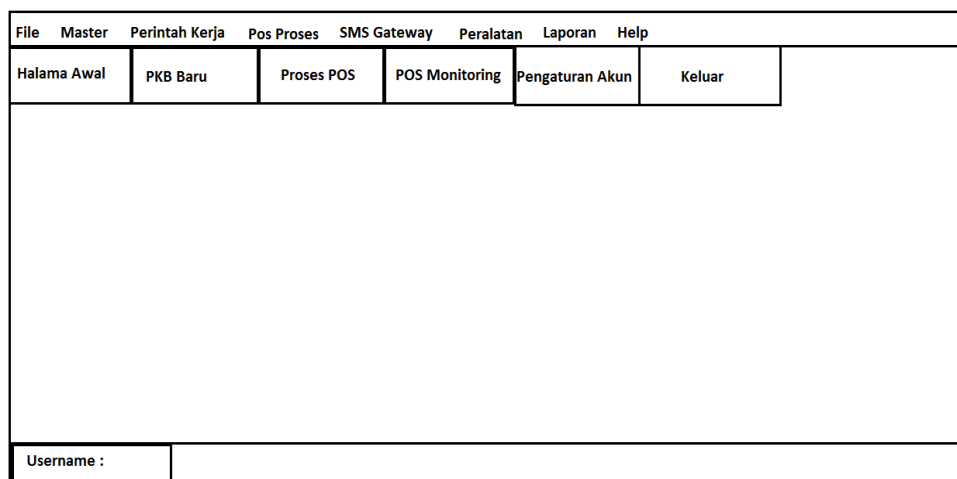 File Master Perintah Kerja Pos Proses SMS Gateway Peralatan Laporan Help
Halama Awal PKB Baru Proses POS POS Monitoring Pengaturan Akun Keluar
Username :